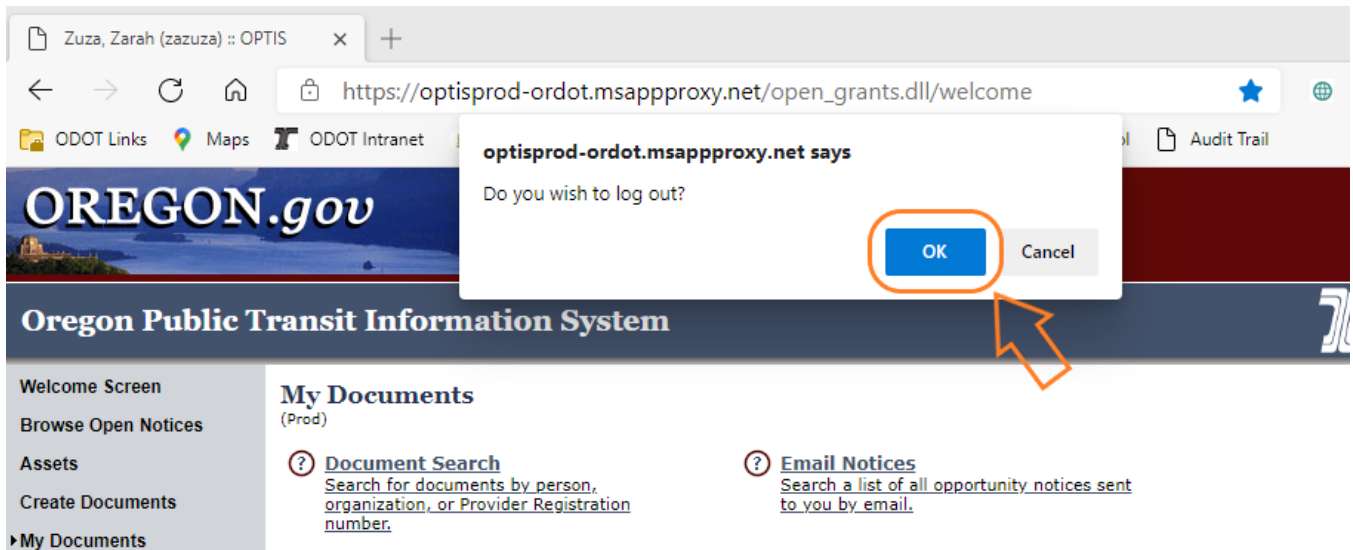 Zuza, Zarah (zazuza) :: OPTIS
https://optisprod-ordot.msappproxy.net/open_grants.dll/welcome
ODOT Links Maps ODOT Intranet Audit Trail
optisprod-ordot.msappproxy.net says
Do you wish to log out?
OK Cancel
OREGON.gov
Oregon Public Transit Information System
Welcome Screen
Browse Open Notices
Assets
Create Documents
My Documents
My Documents
(Prod)
Document Search
Search for documents by person,
organization, or Provider Registration
number.
Email Notices
Search a list of all opportunity notices sent
to you by email.